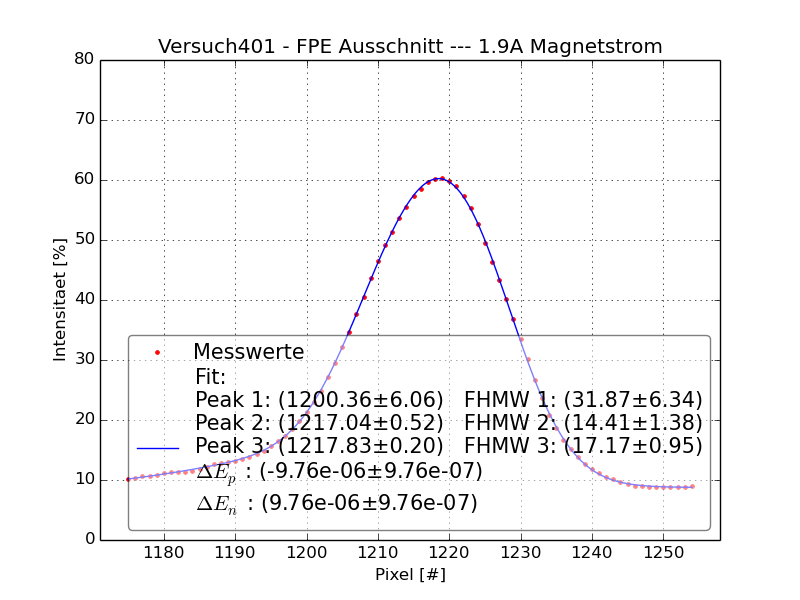 Versuch401 - FPE Ausschnitt --- 1.9A Magnetstrom
80
70
60
50
40
30
20
10
0
Intensitaet [%]
Messwerte
Fit:
Peak 1: (1200.36±6.06) FHMW 1: (31.87±6.34)
Peak 2: (1217.04±0.52) FHMW 2: (14.41±1.38)
Peak 3: (1217.83±0.20) FHMW 3: (17.17±0.95)
ΔE_p : (-9.76e-06±9.76e-07)
ΔE_n : (9.76e-06±9.76e-07)
1180 1190 1200 1210 1220 1230 1240 1250
Pixel [#]